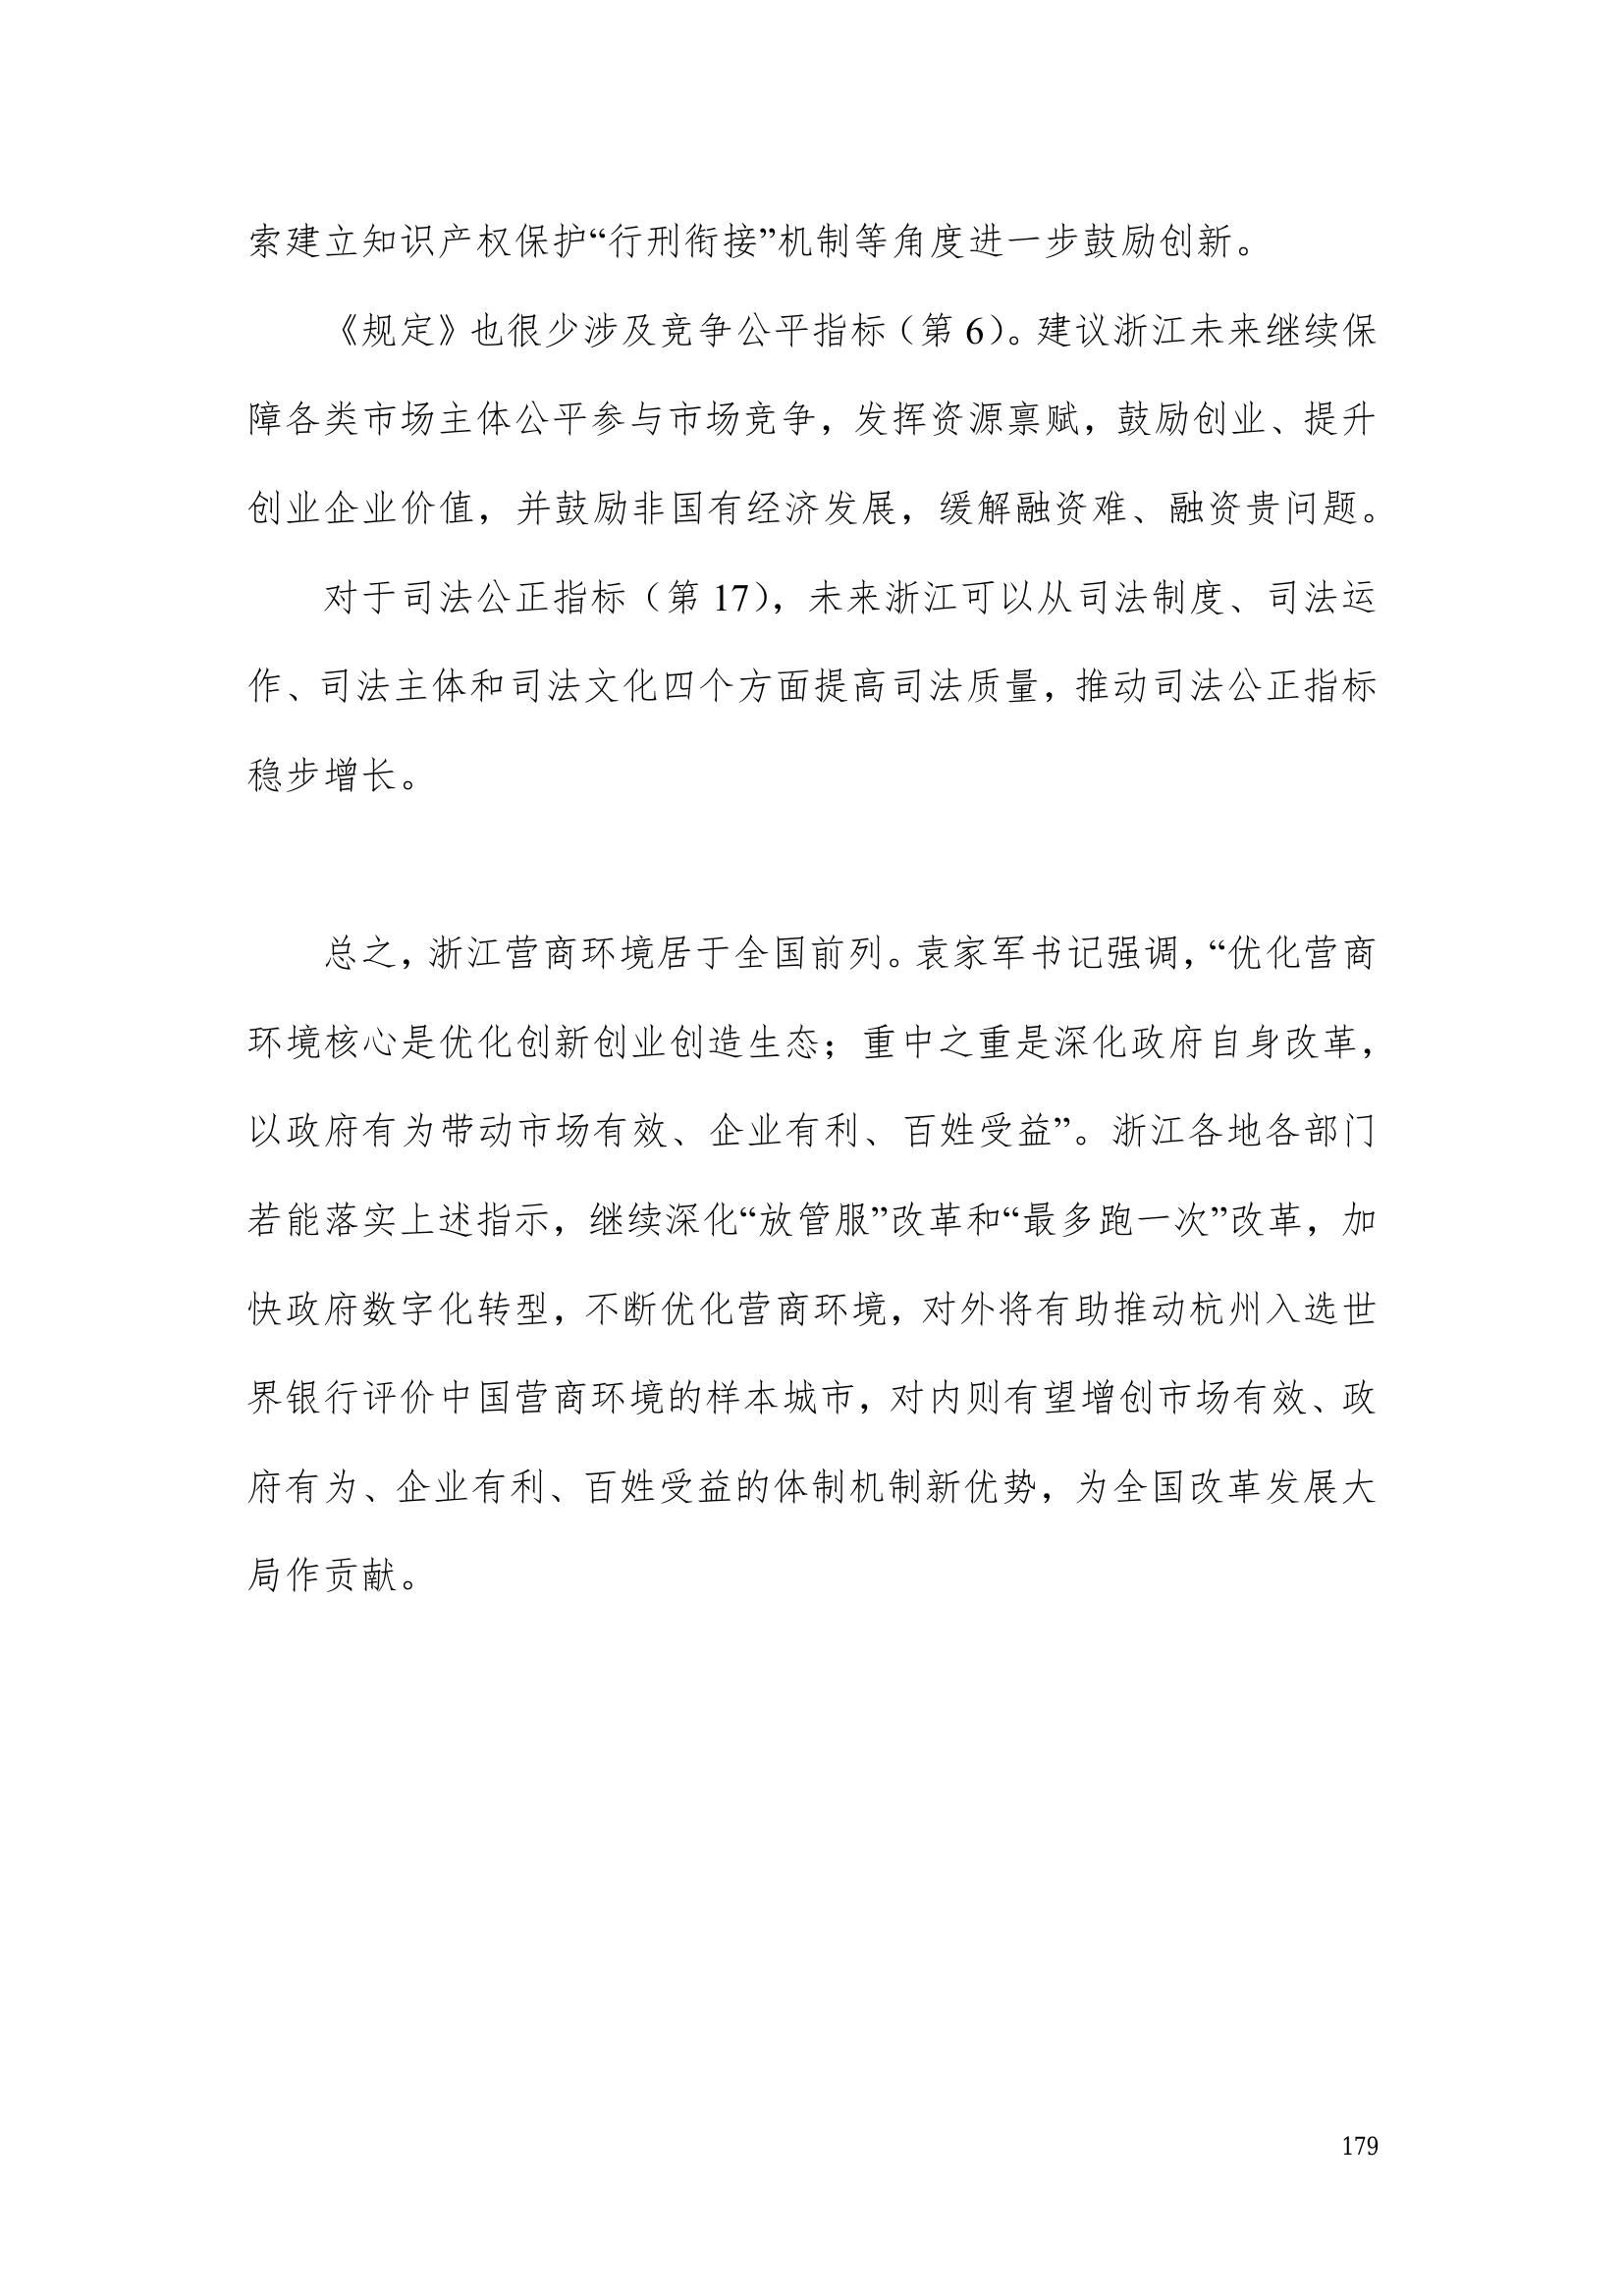 索建立知识产权保护“行刑衔接”机制等角度进一步鼓励创新。
《规定》也很少涉及竞争公平指标（第 6）。建议浙江未来继续保
障各类市场主体公平参与市场竞争，发挥资源禀赋，鼓励创业、提升
创业企业价值，并鼓励非国有经济发展，缓解融资难、融资贵问题。
对于司法公正指标（第 17），未来浙江可以从司法制度、司法运
作、司法主体和司法文化四个方面提高司法质量，推动司法公正指标
稳步增长。
总之，浙江营商环境居于全国前列。袁家军书记强调，“优化营商
环境核心是优化创新创业创造生态；重中之重是深化政府自身改革，
以政府有为带动市场有效、企业有利、百姓受益”。浙江各地各部门
若能落实上述指示，继续深化“放管服”改革和“最多跑一次”改革，加
快政府数字化转型，不断优化营商环境，对外将有助推动杭州入选世
界银行评价中国营商环境的样本城市，对内则有望增创市场有效、政
府有为、企业有利、百姓受益的体制机制新优势，为全国改革发展大
局作贡献。
179